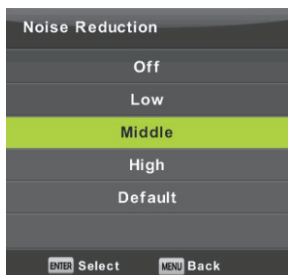 Noise Reduction
Off
Low
Middle
High
Default
ENTER Select MENU Back